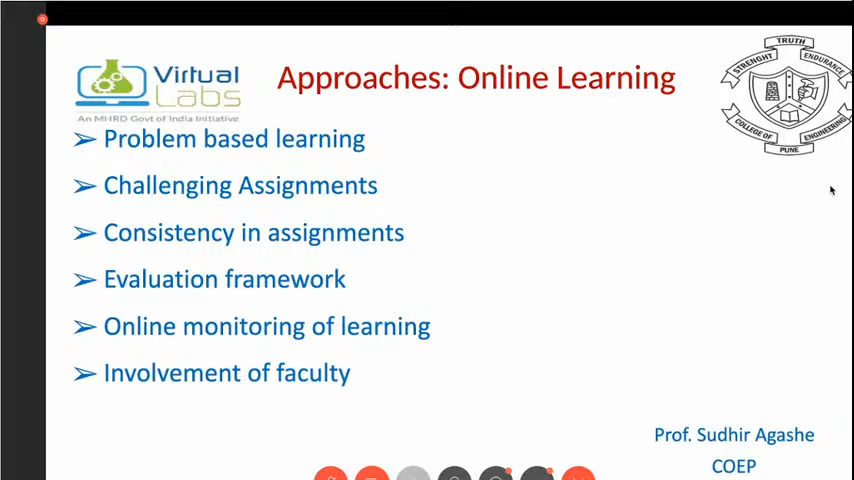 Virtual
Labs
An MHRD Govt of India Initiative
Approaches: Online Learning
TRUTH
STRENGHT
ENDURANCE
COLLEGE OF
ENGINEERING
PUNE
➢ Problem based learning
➢ Challenging Assignments
➢ Consistency in assignments
➢ Evaluation framework
➢ Online monitoring of learning
➢ Involvement of faculty
Prof. Sudhir Agashe
COEP